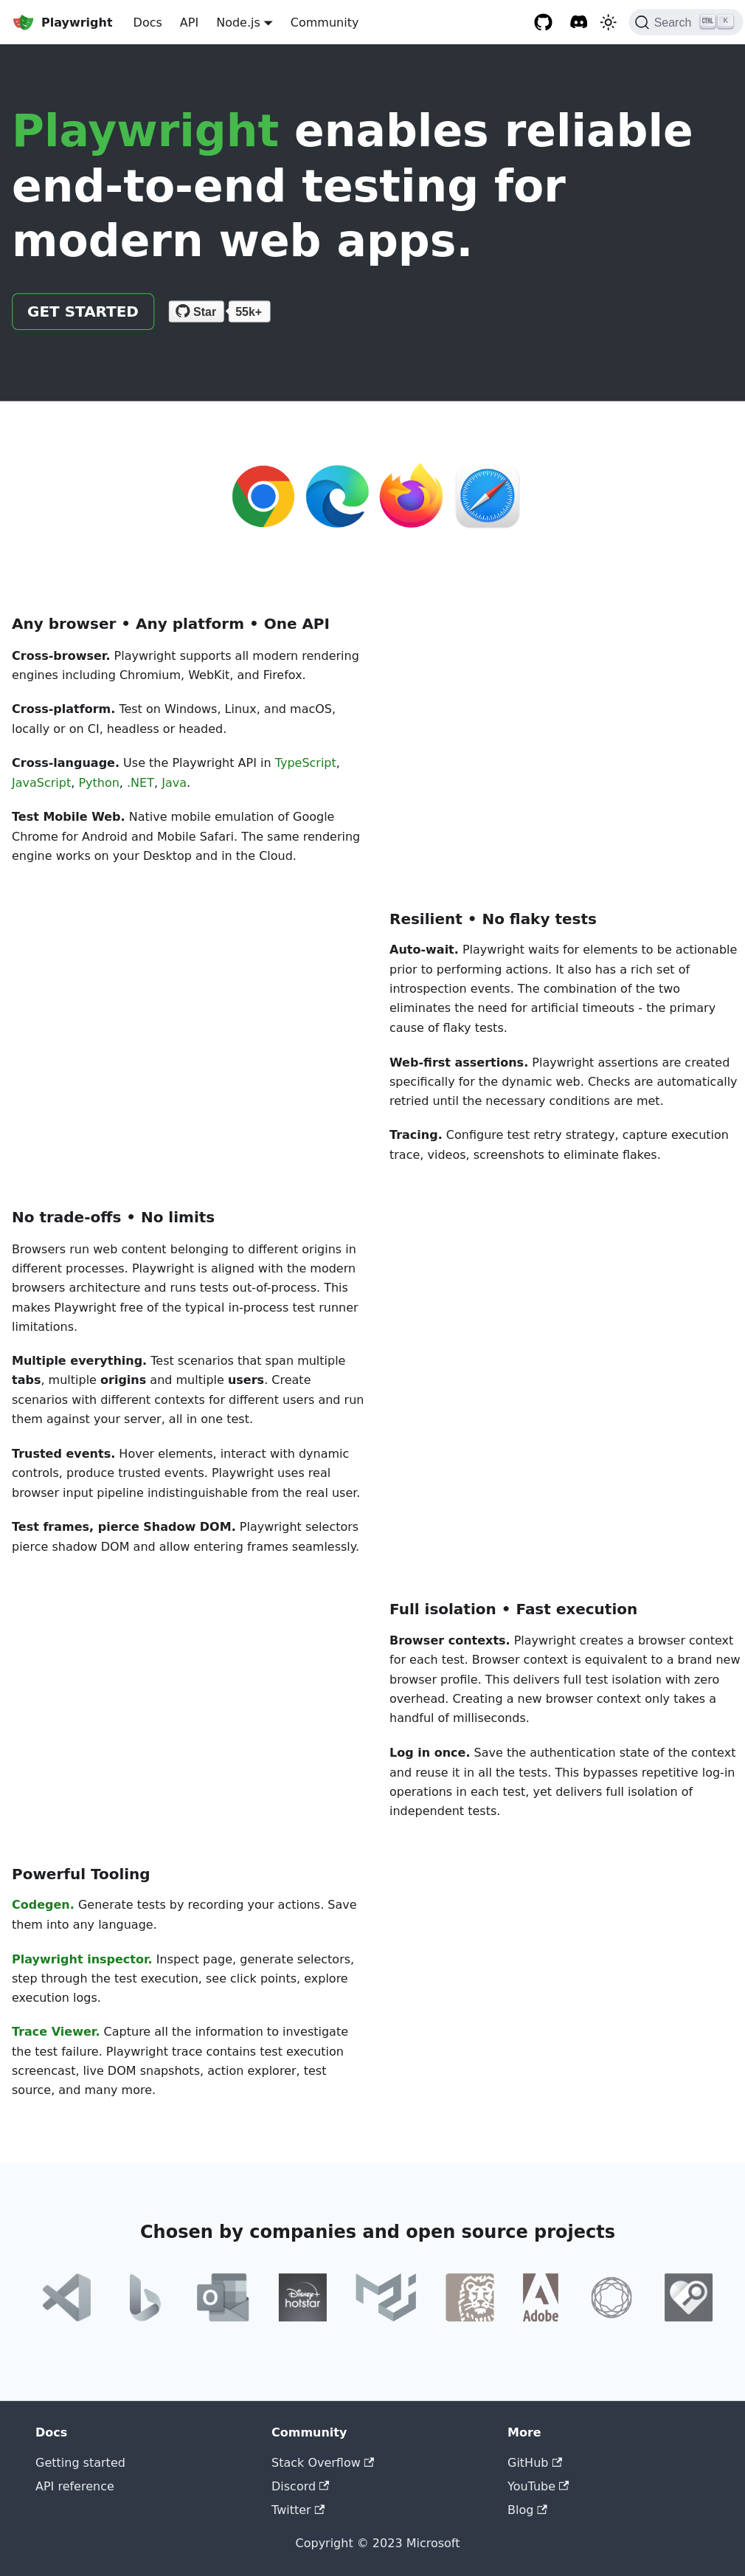 Playwright Docs API Node.js Community Search CTRL K
Playwright enables reliable
end-to-end testing for
modern web apps.
GET STARTED Star 55k+
Any browser • Any platform • One API
Cross-browser. Playwright supports all modern rendering
engines including Chromium, WebKit, and Firefox.
Cross-platform. Test on Windows, Linux, and macOS,
locally or on CI, headless or headed.
Cross-language. Use the Playwright API in TypeScript,
JavaScript, Python, .NET, Java.
Test Mobile Web. Native mobile emulation of Google
Chrome for Android and Mobile Safari. The same rendering
engine works on your Desktop and in the Cloud.
Resilient • No flaky tests
Auto-wait. Playwright waits for elements to be actionable
prior to performing actions. It also has a rich set of
introspection events. The combination of the two
eliminates the need for artificial timeouts - the primary
cause of flaky tests.
Web-first assertions. Playwright assertions are created
specifically for the dynamic web. Checks are automatically
retried until the necessary conditions are met.
Tracing. Configure test retry strategy, capture execution
trace, videos, screenshots to eliminate flakes.
No trade-offs • No limits
Browsers run web content belonging to different origins in
different processes. Playwright is aligned with the modern
browsers architecture and runs tests out-of-process. This
makes Playwright free of the typical in-process test runner
limitations.
Multiple everything. Test scenarios that span multiple
tabs, multiple origins and multiple users. Create
scenarios with different contexts for different users and run
them against your server, all in one test.
Trusted events. Hover elements, interact with dynamic
controls, produce trusted events. Playwright uses real
browser input pipeline indistinguishable from the real user.
Test frames, pierce Shadow DOM. Playwright selectors
pierce shadow DOM and allow entering frames seamlessly.
Full isolation • Fast execution
Browser contexts. Playwright creates a browser context
for each test. Browser context is equivalent to a brand new
browser profile. This delivers full test isolation with zero
overhead. Creating a new browser context only takes a
handful of milliseconds.
Log in once. Save the authentication state of the context
and reuse it in all the tests. This bypasses repetitive log-in
operations in each test, yet delivers full isolation of
independent tests.
Powerful Tooling
Codegen. Generate tests by recording your actions. Save
them into any language.
Playwright inspector. Inspect page, generate selectors,
step through the test execution, see click points, explore
execution logs.
Trace Viewer. Capture all the information to investigate
the test failure. Playwright trace contains test execution
screencast, live DOM snapshots, action explorer, test
source, and many more.
Chosen by companies and open source projects
O
Disney+
hotstar
Adobe
Docs
Getting started
API reference
Community
Stack Overflow
Discord
Twitter
More
GitHub
YouTube
Blog
Copyright © 2023 Microsoft